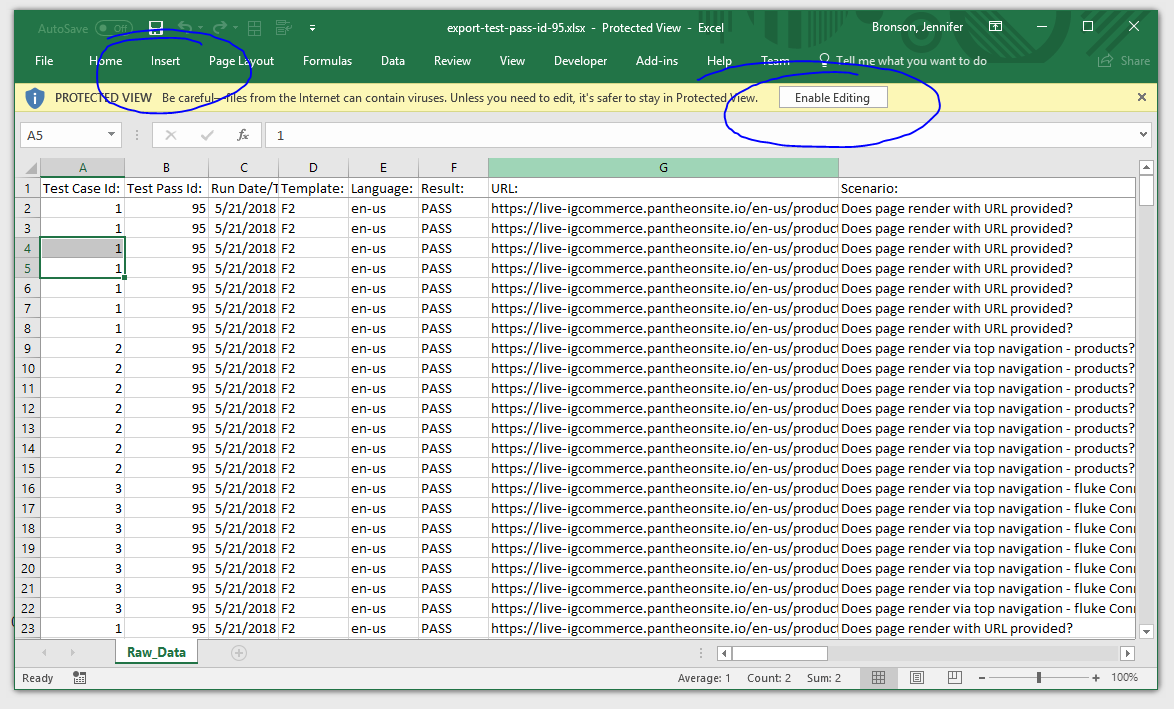 AutoSave Off export-test-pass-id-95.xlsx - Protected View - Excel Bronson, Jennifer
File Home Insert Page Layout Formulas Data Review View Developer Add-ins Help Team Tell me what you want to do Share
PROTECTED VIEW Be careful—files from the Internet can contain viruses. Unless you need to edit, it's safer to stay in Protected View. Enable Editing
A5 fx 1
A B C D E F G
1 Test Case Id: Test Pass Id: Run Date/T Template: Language: Result: URL: Scenario:
2 1 95 5/21/2018 F2 en-us PASS https://live-igcommerce.pantheonsite.io/en-us/product Does page render with URL provided?
3 1 95 5/21/2018 F2 en-us PASS https://live-igcommerce.pantheonsite.io/en-us/product Does page render with URL provided?
4 1 95 5/21/2018 F2 en-us PASS https://live-igcommerce.pantheonsite.io/en-us/product Does page render with URL provided?
5 1 95 5/21/2018 F2 en-us PASS https://live-igcommerce.pantheonsite.io/en-us/product Does page render with URL provided?
6 1 95 5/21/2018 F2 en-us PASS https://live-igcommerce.pantheonsite.io/en-us/product Does page render with URL provided?
7 1 95 5/21/2018 F2 en-us PASS https://live-igcommerce.pantheonsite.io/en-us/product Does page render with URL provided?
8 1 95 5/21/2018 F2 en-us PASS https://live-igcommerce.pantheonsite.io/en-us/product Does page render with URL provided?
9 2 95 5/21/2018 F2 en-us PASS https://live-igcommerce.pantheonsite.io/en-us/product Does page render via top navigation - products?
10 2 95 5/21/2018 F2 en-us PASS https://live-igcommerce.pantheonsite.io/en-us/product Does page render via top navigation - products?
11 2 95 5/21/2018 F2 en-us PASS https://live-igcommerce.pantheonsite.io/en-us/product Does page render via top navigation - products?
12 2 95 5/21/2018 F2 en-us PASS https://live-igcommerce.pantheonsite.io/en-us/product Does page render via top navigation - products?
13 2 95 5/21/2018 F2 en-us PASS https://live-igcommerce.pantheonsite.io/en-us/product Does page render via top navigation - products?
14 2 95 5/21/2018 F2 en-us PASS https://live-igcommerce.pantheonsite.io/en-us/product Does page render via top navigation - products?
15 2 95 5/21/2018 F2 en-us PASS https://live-igcommerce.pantheonsite.io/en-us/product Does page render via top navigation - products?
16 3 95 5/21/2018 F2 en-us PASS https://live-igcommerce.pantheonsite.io/en-us/product Does page render via top navigation - fluke Conn
17 3 95 5/21/2018 F2 en-us PASS https://live-igcommerce.pantheonsite.io/en-us/product Does page render via top navigation - fluke Conn
18 3 95 5/21/2018 F2 en-us PASS https://live-igcommerce.pantheonsite.io/en-us/product Does page render via top navigation - fluke Conn
19 3 95 5/21/2018 F2 en-us PASS https://live-igcommerce.pantheonsite.io/en-us/product Does page render via top navigation - fluke Conn
20 3 95 5/21/2018 F2 en-us PASS https://live-igcommerce.pantheonsite.io/en-us/product Does page render via top navigation - fluke Conn
21 3 95 5/21/2018 F2 en-us PASS https://live-igcommerce.pantheonsite.io/en-us/product Does page render via top navigation - fluke Conn
22 3 95 5/21/2018 F2 en-us PASS https://live-igcommerce.pantheonsite.io/en-us/product Does page render via top navigation - fluke Conn
23 1 95 5/21/2018 F2 en-us PASS https://live-igcommerce.pantheonsite.io/en-us/product Does page render with URL provided?
Raw_Data
Ready Average: 1 Count: 2 Sum: 2 100%